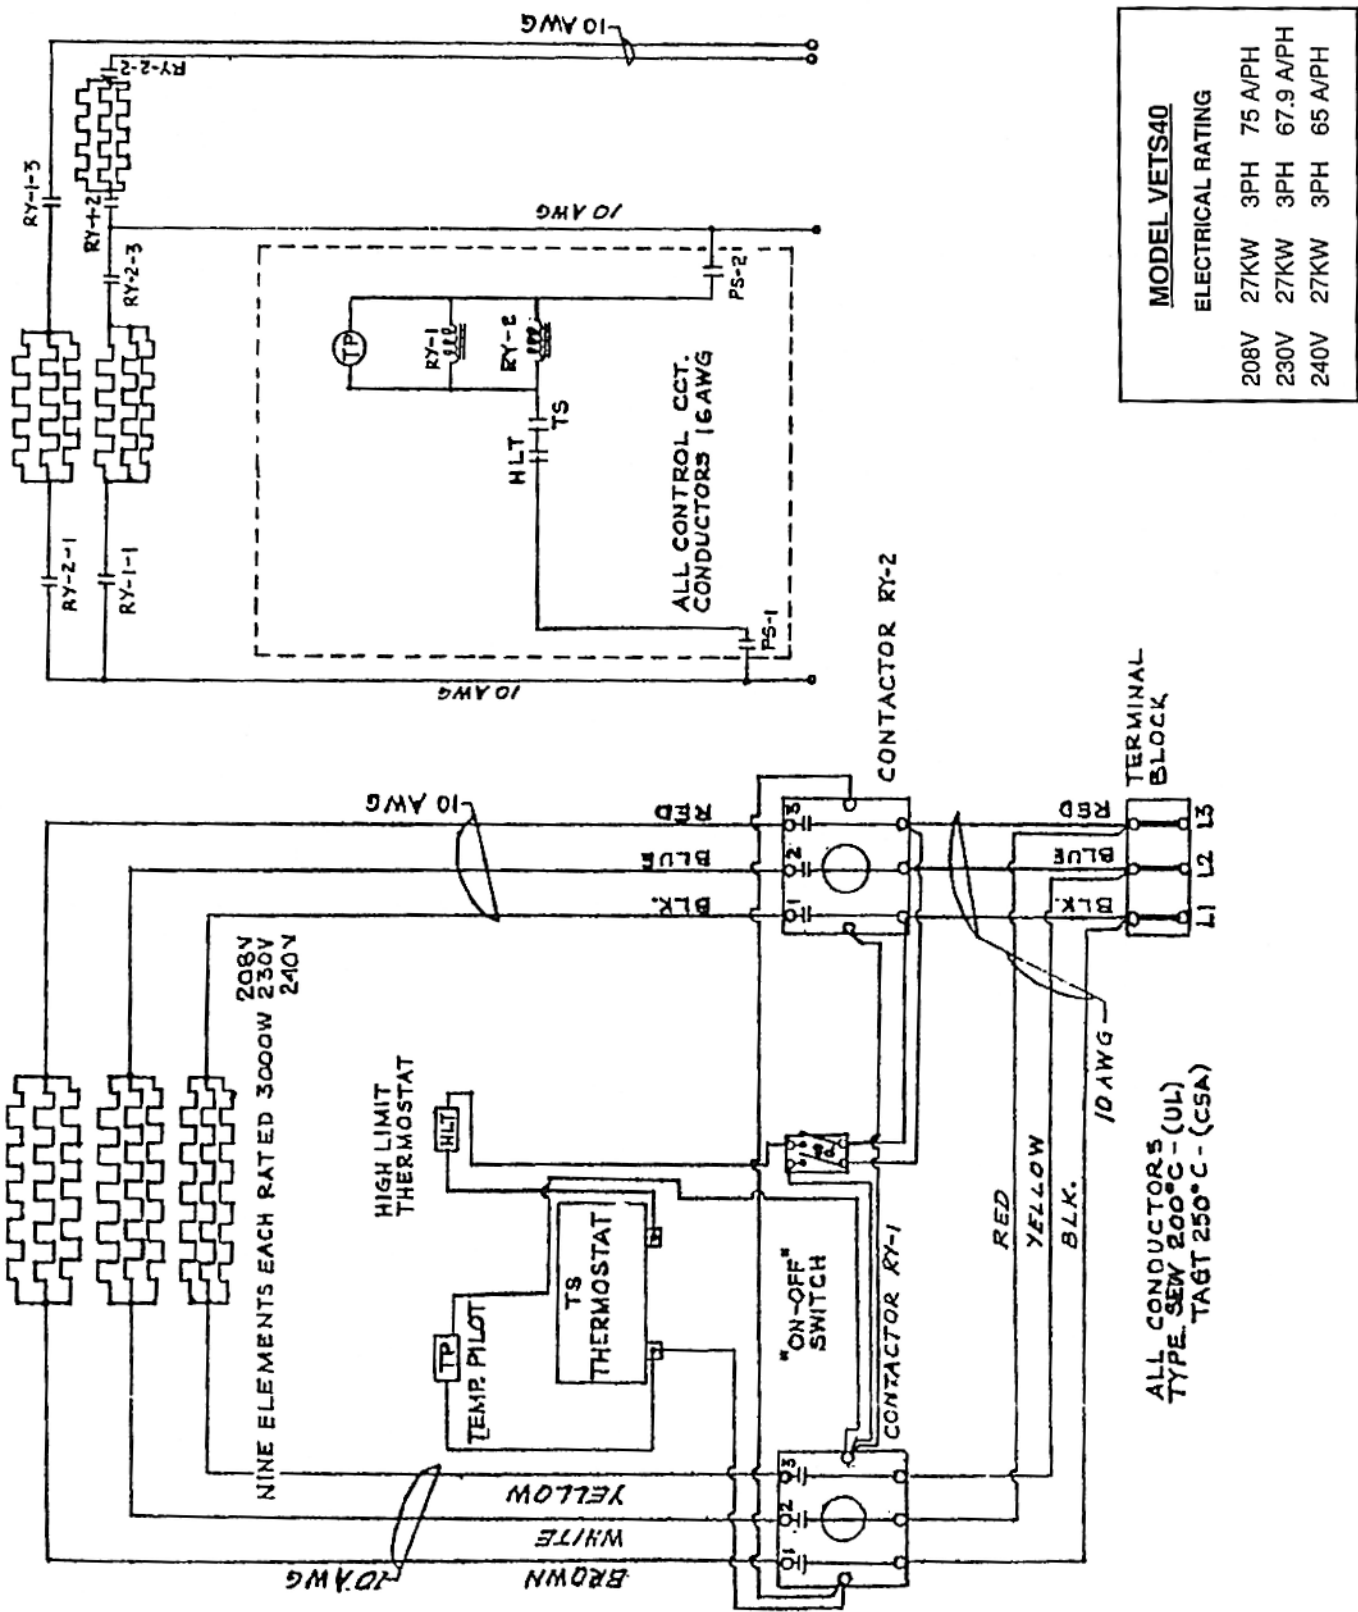 10 AWG
RY-2-2
RY-1-3
RY-1-2
RY-2-3
10 AWG
TP
RY-1
RY-2
TS
HLT
PS-2
ALL CONTROL CCT.
CONDUCTORS 16 AWG
RY-2-1
RY-1-1
PS-1
10 AWG
MODEL VETS40
ELECTRICAL RATING
208V 27KW 3PH 75 A/PH
230V 27KW 3PH 67.9 A/PH
240V 27KW 3PH 65 A/PH
CONTACTOR RY-2
TERMINAL
BLOCK
10 AWG
RED
BLUE
BLK.
3
2
1
RED
BLUE
BLK.
L3
L2
L1
NINE ELEMENTS EACH RATED 3000W
208V
230V
240V
HIGH LIMIT
THERMOSTAT
HLT
TS
THERMOSTAT
TP
TEMP. PILOT
"ON-OFF"
SWITCH
CONTACTOR RY-1
RED
YELLOW
BLK.
10 AWG
ALL CONDUCTORS
TYPE SEW 200°C-(UL)
TAGT 250°C-(CSA)
YELLOW
WHITE
BROWN
10 AWG
3
2
1